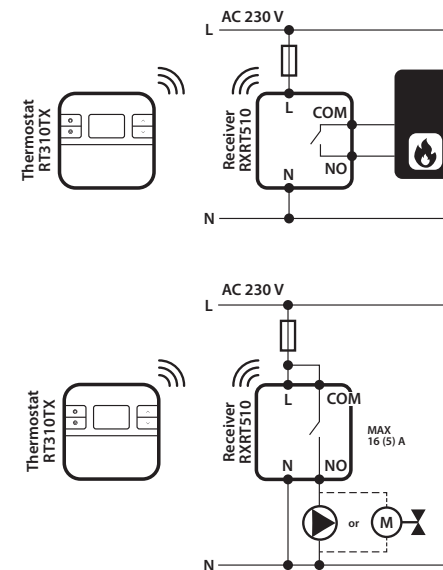 AC 230 V
L
Thermostat
RT310TX
Receiver
RXRT510
L
COM
NO
N
N
AC 230 V
L
Thermostat
RT310TX
Receiver
RXRT510
L
COM
MAX
16 (5) A
N
NO
or
M
N